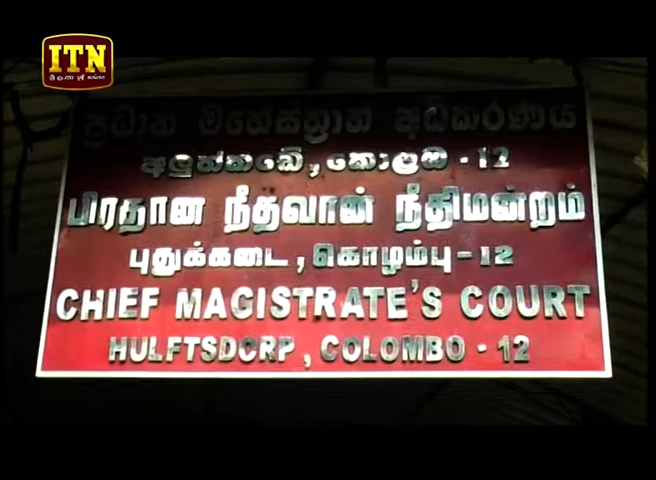 ITN
ප්‍රධාන මහේස්ත්‍රාත් අධිකරණය
අලුත්කඩේ, කොළඹ - 12
பிரதான நீதவான் நீதிமன்றம்
புதுக்கடை, கொழும்பு - 12
CHIEF MAGISTRATE'S COURT
HULFTSDORP, COLOMBO - 12